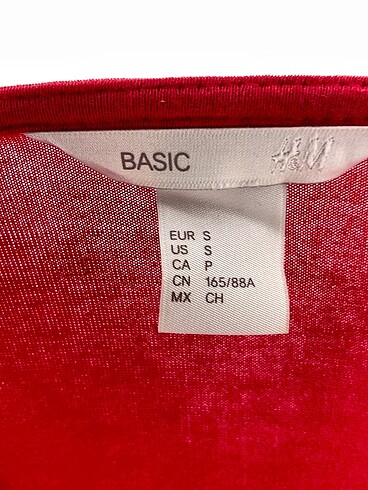 BASIC H&M
EUR S
US S
CA P
CN 165/88A
MX CH